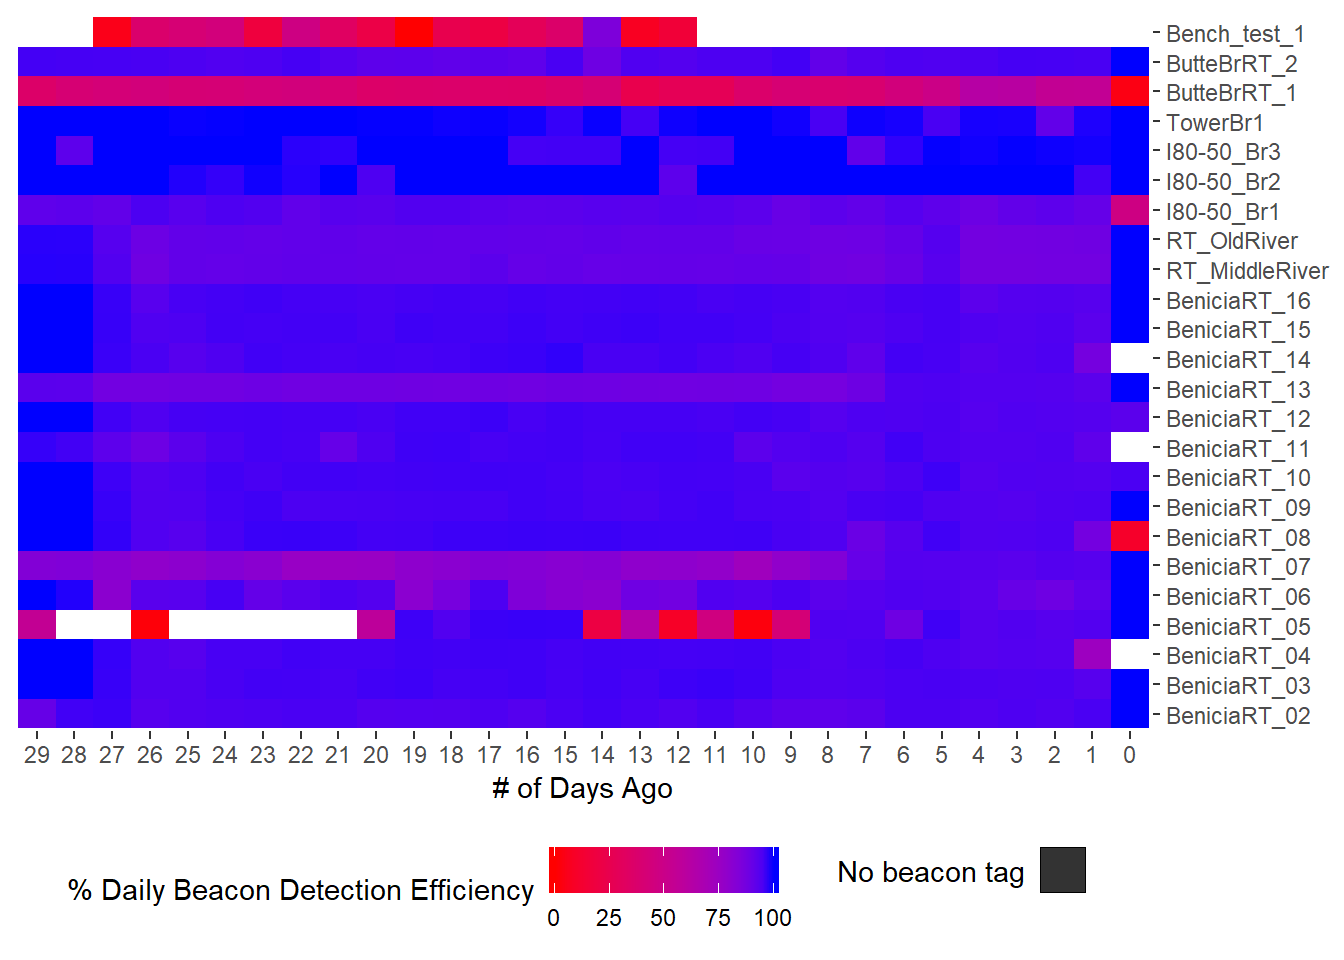 Bench_test_1
ButteBrRT_2
ButteBrRT_1
TowerBr1
I80-50_Br3
I80-50_Br2
I80-50_Br1
RT_OldRiver
RT_MiddleRiver
BeniciaRT_16
BeniciaRT_15
BeniciaRT_14
BeniciaRT_13
BeniciaRT_12
BeniciaRT_11
BeniciaRT_10
BeniciaRT_09
BeniciaRT_08
BeniciaRT_07
BeniciaRT_06
BeniciaRT_05
BeniciaRT_04
BeniciaRT_03
BeniciaRT_02
29 28 27 26 25 24 23 22 21 20 19 18 17 16 15 14 13 12 11 10 9 8 7 6 5 4 3 2 1 0
# of Days Ago
% Daily Beacon Detection Efficiency
0 25 50 75 100
No beacon tag